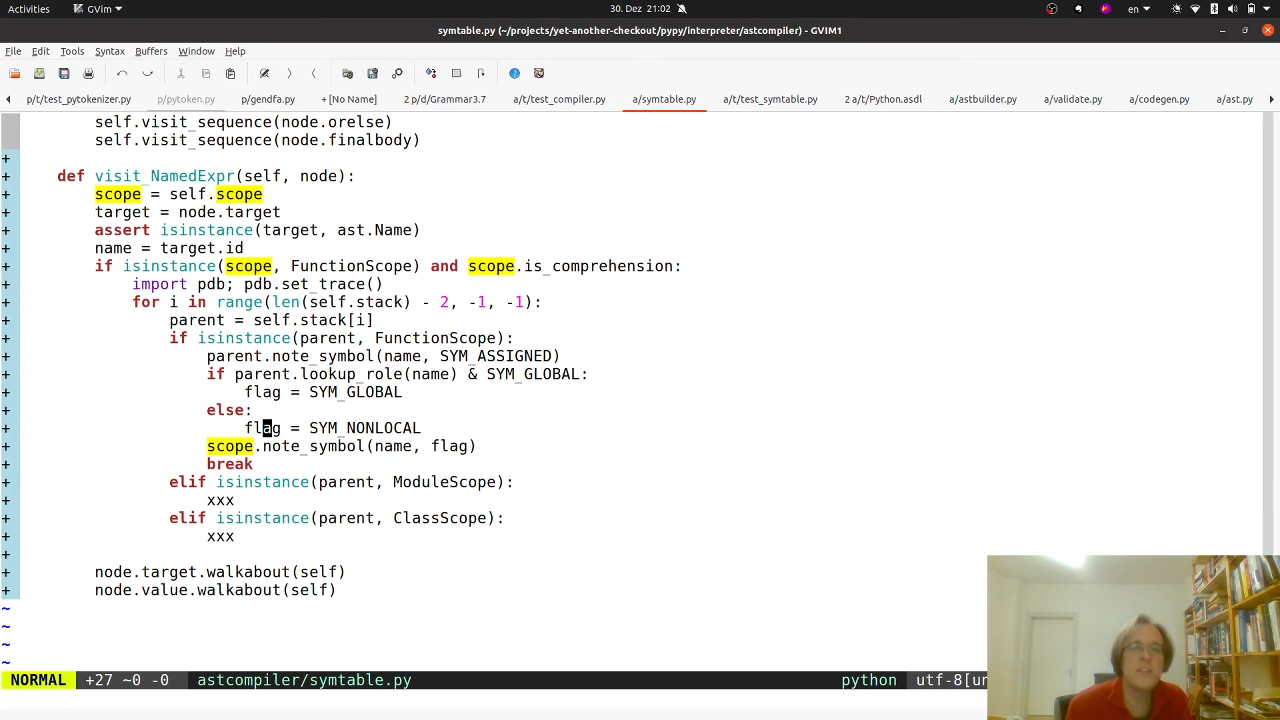 Activities GVim 30. Dez 21:02 en
symtable.py (~/projects/yet-another-checkout/pypy/interpreter/astcompiler) - GVIM1
File Edit Tools Syntax Buffers Window Help
p/t/test_pytokenizer.py p/pytoken.py p/gendfa.py + [No Name] 2 p/d/Grammar3.7 a/t/test_compiler.py a/symtable.py a/t/test_symtable.py 2 a/t/Python.asdl a/astbuilder.py a/validate.py a/codegen.py a/ast.py
self.visit_sequence(node.orelse)
self.visit_sequence(node.finalbody)
+
+ def visit_NamedExpr(self, node):
+ scope = self.scope
+ target = node.target
+ assert isinstance(target, ast.Name)
+ name = target.id
+ if isinstance(scope, FunctionScope) and scope.is_comprehension:
+ import pdb; pdb.set_trace()
+ for i in range(len(self.stack) - 2, -1, -1):
+ parent = self.stack[i]
+ if isinstance(parent, FunctionScope):
+ parent.note_symbol(name, SYM_ASSIGNED)
+ if parent.lookup_role(name) & SYM_GLOBAL:
+ flag = SYM_GLOBAL
+ else:
+ flag = SYM_NONLOCAL
+ scope.note_symbol(name, flag)
+ break
+ elif isinstance(parent, ModuleScope):
+ xxx
+ elif isinstance(parent, ClassScope):
+ xxx
+
+ node.target.walkabout(self)
+ node.value.walkabout(self)
~
~
~
~
NORMAL +27 ~0 -0 astcompiler/symtable.py python utf-8[un